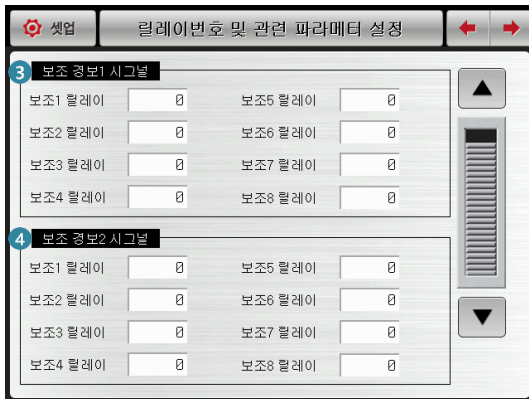 셋업 릴레이번호 및 관련 파라메터 설정
3 보조 경보1 시그널
보조1 릴레이 0 보조5 릴레이 0
보조2 릴레이 0 보조6 릴레이 0
보조3 릴레이 0 보조7 릴레이 0
보조4 릴레이 0 보조8 릴레이 0
4 보조 경보2 시그널
보조1 릴레이 0 보조5 릴레이 0
보조2 릴레이 0 보조6 릴레이 0
보조3 릴레이 0 보조7 릴레이 0
보조4 릴레이 0 보조8 릴레이 0